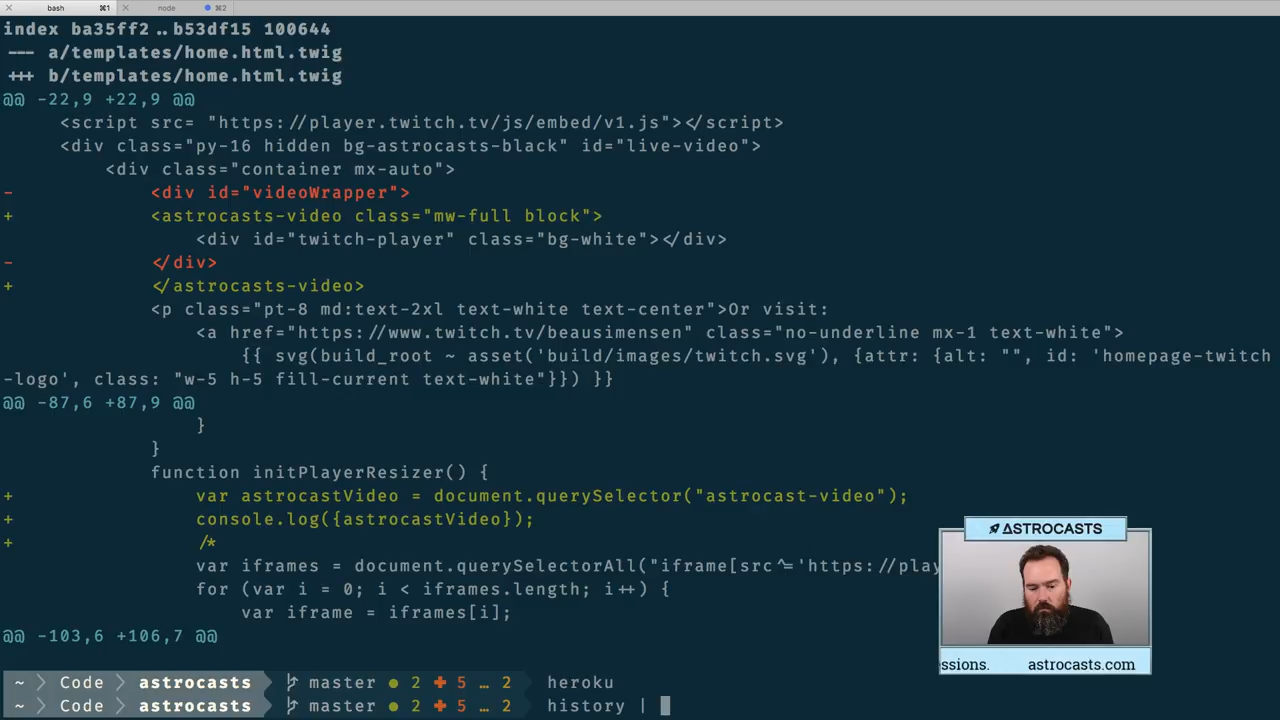 bash ⌘1 node ⌘2
index ba35ff2..b53df15 100644
--- a/templates/home.html.twig
+++ b/templates/home.html.twig
@@ -22,9 +22,9 @@
<script src= "https://player.twitch.tv/js/embed/v1.js"></script>
<div class="py-16 hidden bg-astrocasts-black" id="live-video">
<div class="container mx-auto">
- <div id="videoWrapper">
+ <astrocasts-video class="mw-full block">
<div id="twitch-player" class="bg-white"></div>
- </div>
+ </astrocasts-video>
<p class="pt-8 md:text-2xl text-white text-center">Or visit:
<a href="https://www.twitch.tv/beausimensen" class="no-underline mx-1 text-white">
{{ svg(build_root ~ asset('build/images/twitch.svg'), {attr: {alt: "", id: 'homepage-twitch
-logo', class: "w-5 h-5 fill-current text-white"}}) }}
@@ -87,6 +87,9 @@
}
}
function initPlayerResizer() {
+ var astrocastVideo = document.querySelector("astrocast-video");
+ console.log({astrocastVideo});
+ /*
var iframes = document.querySelectorAll("iframe[src^='https://play
for (var i = 0; i < iframes.length; i++) {
var iframe = iframes[i];
@@ -103,6 +106,7 @@
ASTROCASTS
ssions. astrocasts.com
~ Code astrocasts master ● 2 ✚ 5 … 2 heroku
~ Code astrocasts master ● 2 ✚ 5 … 2 history |